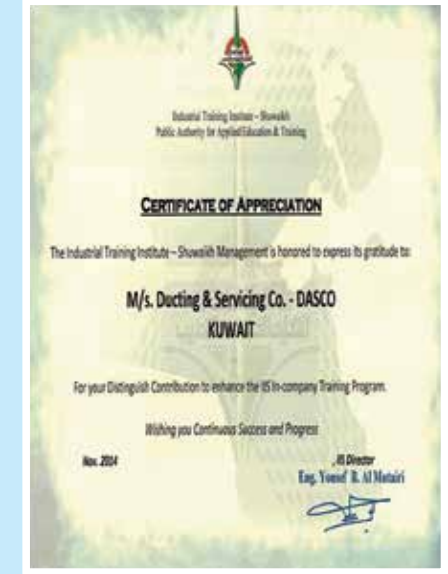 Industrial Training Institute – Shuwaikh
Public Authority for Applied Education & Training
CERTIFICATE OF APPRECIATION
The Industrial Training Institute – Shuwaikh Management is honored to express its gratitude to:
M/s. Ducting & Servicing Co. - DASCO
KUWAIT
For your Distinguish Contribution to enhance the IIS In-company Training Program.
Wishing you Continuous Success and Progress
Nov. 2014
, IIS Director
Eng. Yousef B. Al Mutairi